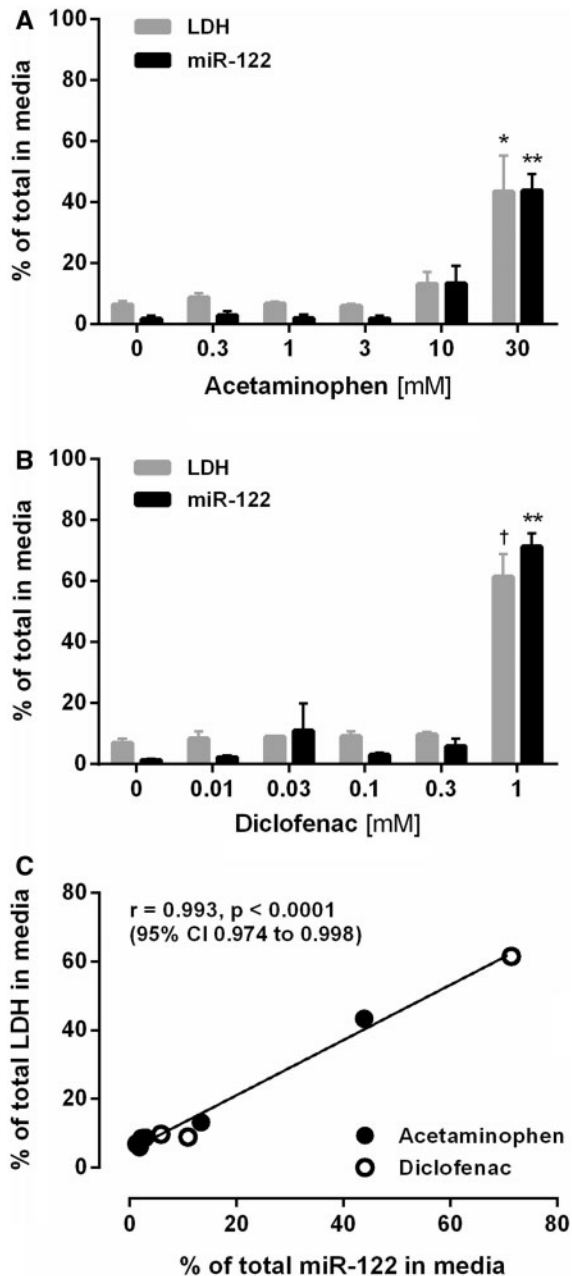 A
100
80
60
40
20
0
% of total in media
LDH
miR-122
*
**
0 0.3 1 3 10 30
Acetaminophen [mM]
B
100
80
60
40
20
0
% of total in media
LDH
miR-122
†
**
0 0.01 0.03 0.1 0.3 1
Diclofenac [mM]
C
80
60
40
20
0
% of total LDH in media
r = 0.993, p < 0.0001
(95% CI 0.974 to 0.998)
Acetaminophen
Diclofenac
0 20 40 60 80
% of total miR-122 in media